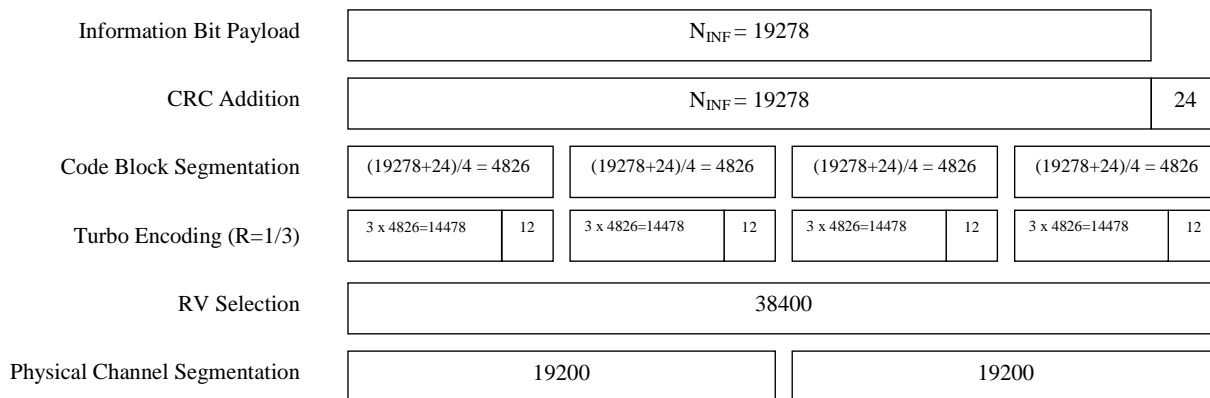 Information Bit Payload N_INF = 19278
CRC Addition N_INF = 19278 24
Code Block Segmentation (19278+24)/4 = 4826 (19278+24)/4 = 4826 (19278+24)/4 = 4826 (19278+24)/4 = 4826
Turbo Encoding (R=1/3) 3 x 4826=14478 12 3 x 4826=14478 12 3 x 4826=14478 12 3 x 4826=14478 12
RV Selection 38400
Physical Channel Segmentation 19200 19200